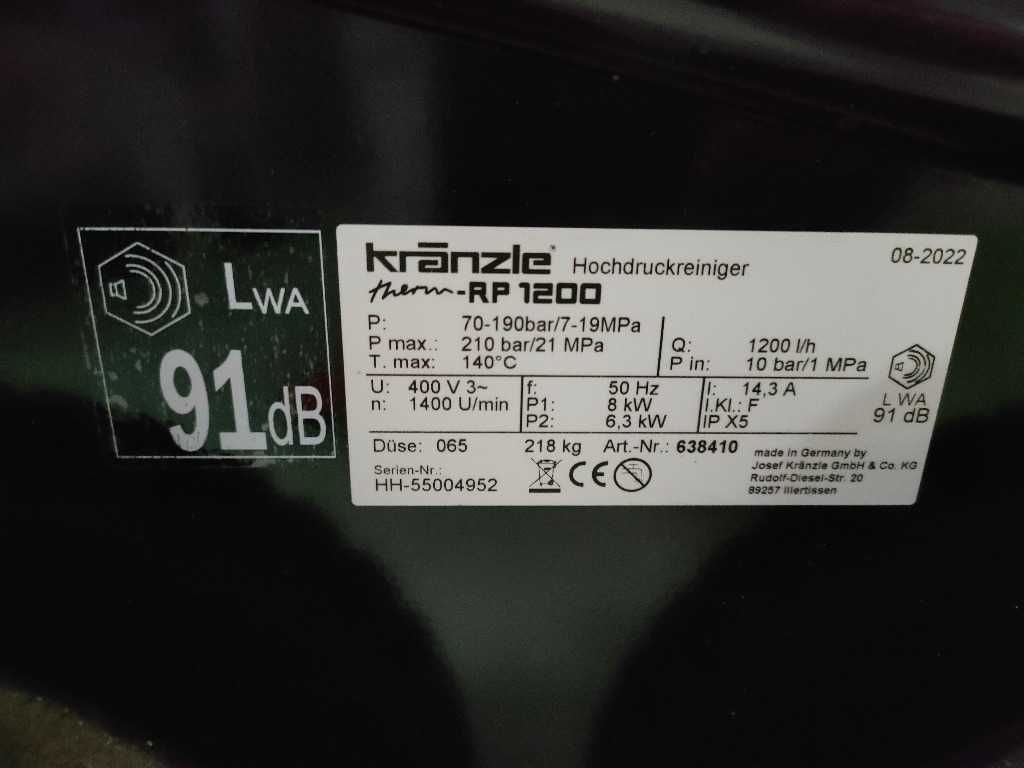 LWA
91 dB
kränzle® Hochdruckreiniger 08-2022
therm-RP 1200
P: 70-190bar/7-19MPa
P max.: 210 bar/21 MPa Q: 1200 l/h
T. max: 140°C P in: 10 bar/1 MPa
U: 400 V 3~ f: 50 Hz I: 14,3 A
n: 1400 U/min P1: 8 kW I.Kl.: F
P2: 6,3 kW IP X5
L WA
91 dB
Düse: 065 218 kg Art.-Nr.: 638410
Serien-Nr.:
HH-55004952
CE
made in Germany by
Josef Kränzle GmbH & Co. KG
Rudolf-Diesel-Str. 20
89257 Illertissen